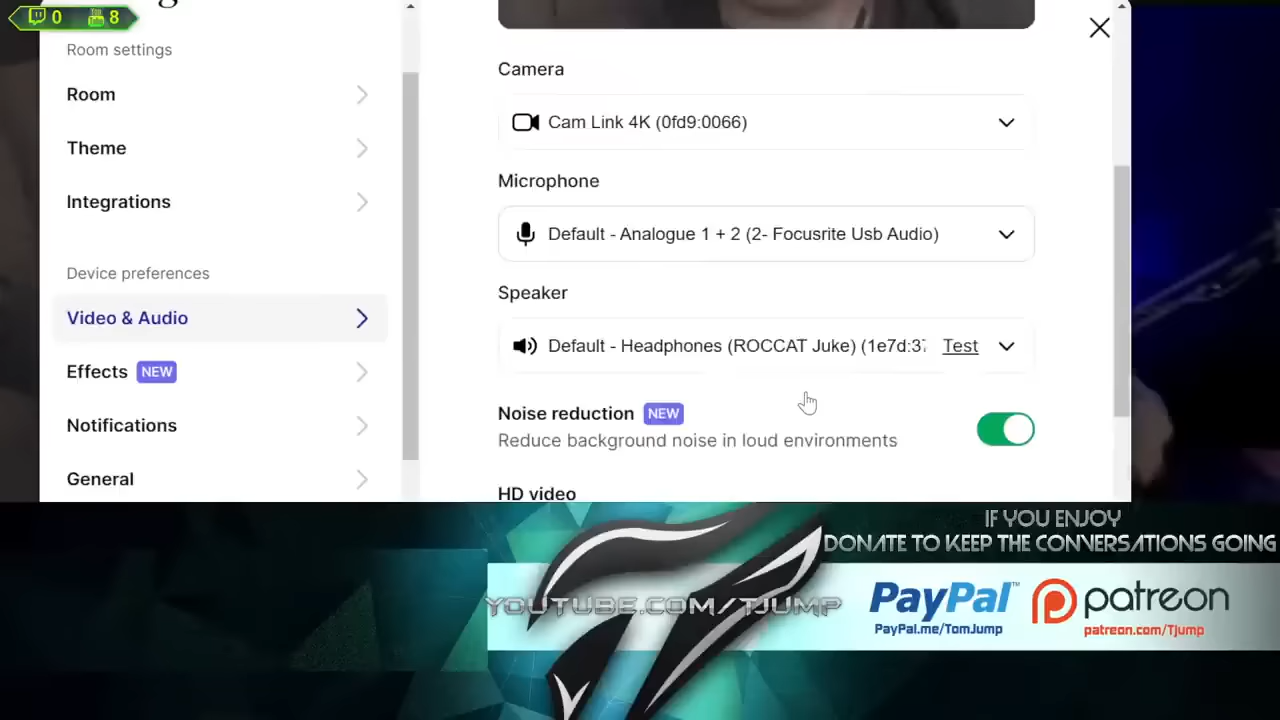 0 8
Room settings
Room
Theme
Integrations
Device preferences
Video & Audio
Effects NEW
Notifications
General
Camera
Cam Link 4K (0fd9:0066)
Microphone
Default - Analogue 1 + 2 (2- Focusrite Usb Audio)
Speaker
Default - Headphones (ROCCAT Juke) (1e7d:37 Test
Noise reduction NEW
Reduce background noise in loud environments
HD video
IF YOU ENJOY
DONATE TO KEEP THE CONVERSATIONS GOING
YOUTUBE.COM/TJUMP
PayPal™
PayPal.me/TomJump
patreon
patreon.com/Tjump